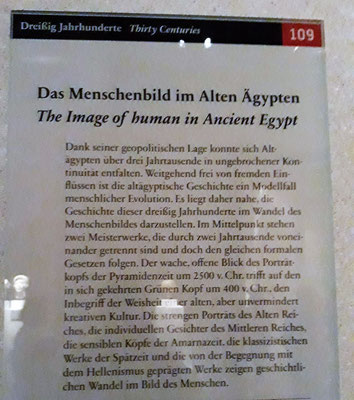 Dreißig Jahrhunderte Thirty Centuries 109
Das Menschenbild im Alten Ägypten
The Image of human in Ancient Egypt
Dank seiner geopolitischen Lage konnte sich Alt-
ägypten über drei Jahrtausende in ungebrochener Kon-
tinuität entfalten. Weitgehend frei von fremden Ein-
flüssen ist die altägyptische Geschichte ein Modellfall
menschlicher Evolution. Es liegt daher nahe, die
Geschichte dieser dreißig Jahrhunderte im Wandel des
Menschenbildes darzustellen. Im Mittelpunkt stehen
zwei Meisterwerke, die durch zwei Jahrtausende vonei-
nander getrennt sind und doch den gleichen formalen
Gesetzen folgen. Der wache, offene Blick des Porträt-
kopfs der Pyramidenzeit um 2500 v. Chr. trifft auf den
in sich gekehrten Grünen Kopf um 400 v. Chr., den
Inbegriff der Weisheit einer alten, aber unvermindert
kreativen Kultur. Die strengen Porträts des Alten Rei-
ches, die individuellen Gesichter des Mittleren Reiches,
die sensiblen Köpfe der Amarnazeit, die klassizistischen
Werke der Spätzeit und die von der Begegnung mit
dem Hellenismus geprägten Werke zeigen geschichtli-
chen Wandel im Bild des Menschen.